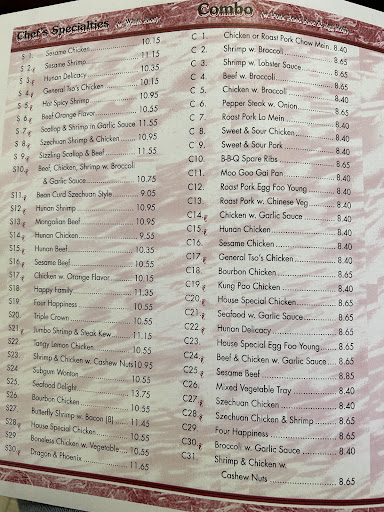 Chef's Specialties (w. White Rice)
S 1. Sesame Chicken 10.15
S 2. Sesame Shrimp 11.15
S 3. Hunan Delicacy 10.35
S 4. General Tso's Chicken 10.15
S 5. Hot Spicy Shrimp 10.95
S 6. Beef Orange Flavor 10.55
S 7. Scallop & Shrimp in Garlic Sauce 11.55
S 8. Szechuan Shrimp & Chicken 10.95
S 9. Sizzling Scallop & Beef 11.55
S10. Beef, Chicken, Shrimp w. Broccoli
& Garlic Sauce 10.75
S11. Bean Curd Szechuan Style 9.05
S12. Hunan Shrimp 10.95
S13. Mongolian Beef 10.95
S14. Hunan Chicken 9.55
S15. Hunan Beef 10.35
S16. Sesame Beef 10.55
S17. Chicken w. Orange Flavor 10.15
S18. Happy Family 11.35
S19. Four Happiness 10.55
S20. Triple Crown 10.55
S21. Jumbo Shrimp & Steak Kew 11.15
S22. Tangy Lemon Chicken 10.55
S23. Shrimp & Chicken w. Cashew Nuts 10.95
S24. Subgum Wonton 10.55
S25. Seafood Delight 13.75
S26. Bourbon Chicken 10.55
S27. Butterfly Shrimp w. Bacon (8) 11.45
S28. House Special Chicken 10.55
S29. Boneless Chicken w. Vegetable 10.55
S30. Dragon & Phoenix 11.65
Combo
C 1. Chicken or Roast Pork Chow Mein 8.40
C 2. Shrimp w. Broccoli 8.65
C 3. Shrimp w. Lobster Sauce 8.65
C 4. Beef w. Broccoli 8.65
C 5. Chicken w. Broccoli 8.65
C 6. Pepper Steak w. Onion 8.65
C 7. Roast Pork Lo Mein 8.40
C 8. Sweet & Sour Chicken 8.40
C 9. Sweet & Sour Pork 8.40
C10. B-B-Q Spare Ribs 8.65
C11. Moo Goo Gai Pan 8.40
C12. Roast Pork Egg Foo Young 8.40
C13. Roast Pork w. Chinese Veg 8.40
C14. Chicken w. Garlic Sauce 8.40
C15. Hunan Chicken 8.40
C16. Sesame Chicken 8.40
C17. General Tso's Chicken 8.65
C18. Bourbon Chicken 8.65
C19. Kung Pao Chicken 8.40
C20. House Special Chicken 8.65
C21. Seafood w. Garlic Sauce 8.65
C22. Hunan Delicacy 8.40
C23. House Special Egg Foo Young 8.65
C24. Beef & Chicken w. Garlic Sauce 8.65
C25. Sesame Beef 8.85
C26. Mixed Vegetable Tray 8.40
C27. Szechuan Chicken 8.40
C28. Szechuan Chicken & Shrimp 8.65
C29. Four Happiness 8.65
C30. Broccoli w. Garlic Sauce 8.40
C31. Shrimp & Chicken w.
Cashew Nuts 8.65